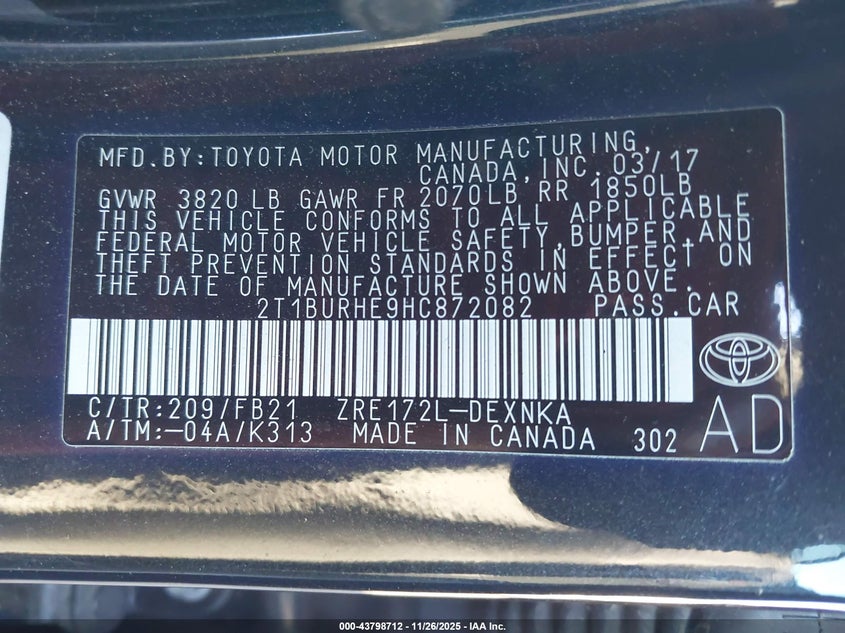 MFD.BY:TOYOTA MOTOR MANUFACTURING,
CANADA,INC. 03/17
GVWR 3820 LB GAWR FR 2070LB RR 1850LB
THIS VEHICLE CONFORMS TO ALL APPLICABLE
FEDERAL MOTOR VEHICLE SAFETY,BUMPER,AND
THEFT PREVENTION STANDARDS IN EFFECT ON
THE DATE OF MANUFACTURE SHOWN ABOVE.
2T1BURHE9HC872082 PASS.CAR
C/TR:209/FB21 ZRE172L-DEXNKA
A/TM:-04A/K313 MADE IN CANADA 302
AD
000-43798712 - 11/26/2025 - IAA Inc.